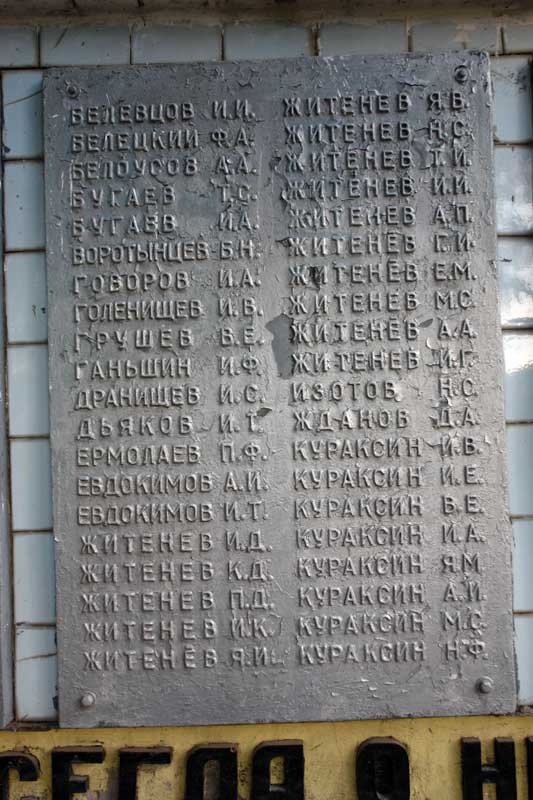 БЕЛЕВЦОВ И.И.
БЕЛЕЦКИЙ Ф.А.
БЕЛОУСОВ А.А.
БУГАЕВ Т.С.
БУГАЕВ И.А.
ВОРОТЫНЦЕВ Б.Н.
ГОВОРОВ И.А.
ГОЛЕНИЩЕВ И.В.
ГРУШЕВ В.Е.
ГАНЬШИН И.Ф.
ДРАНИЩЕВ И.С.
ДЬЯКОВ И.Т.
ЕРМОЛАЕВ П.Ф.
ЕВДОКИМОВ А.И.
ЕВДОКИМОВ И.Т.
ЖИТЕНЕВ И.Д.
ЖИТЕНЕВ К.Д.
ЖИТЕНЕВ П.Д.
ЖИТЕНЕВ И.К.
ЖИТЕНЕВ Я.И.
ЖИТЕНЕВ Я.В.
ЖИТЕНЕВ Н.С.
ЖИТЕНЕВ Т.И.
ЖИТЕНЕВ И.И.
ЖИТЕНЕВ А.П.
ЖИТЕНЕВ Г.И.
ЖИТЕНЕВ Е.М.
ЖИТЕНЕВ М.С.
ЖИТЕНЕВ А.А.
ЖИТЕНЕВ И.Г.
ИЗОТОВ Н.С.
ЖДАНОВ Д.А.
КУРАКСИН И.В.
КУРАКСИН И.Е.
КУРАКСИН В.Е.
КУРАКСИН И.А.
КУРАКСИН Я.М.
КУРАКСИН А.И.
КУРАКСИН М.С.
КУРАКСИН Н.Ф.